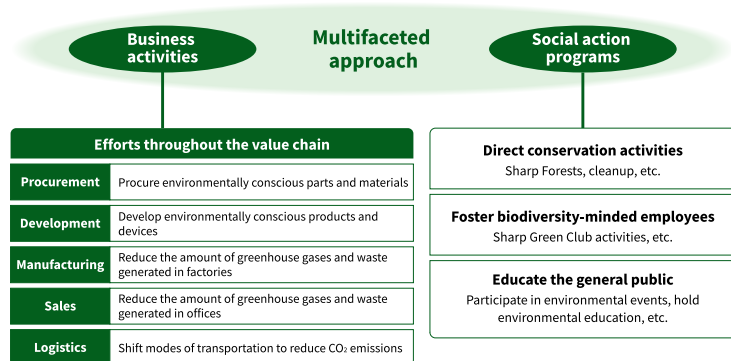 Business
activities
Multifaceted
approach
Social action
programs
Efforts throughout the value chain
Procurement
Procure environmentally conscious parts and materials
Development
Develop environmentally conscious products and
devices
Manufacturing
Reduce the amount of greenhouse gases and waste
generated in factories
Sales
Reduce the amount of greenhouse gases and waste
generated in offices
Logistics
Shift modes of transportation to reduce CO₂ emissions
Direct conservation activities
Sharp Forests, cleanup, etc.
Foster biodiversity-minded employees
Sharp Green Club activities, etc.
Educate the general public
Participate in environmental events, hold
environmental education, etc.